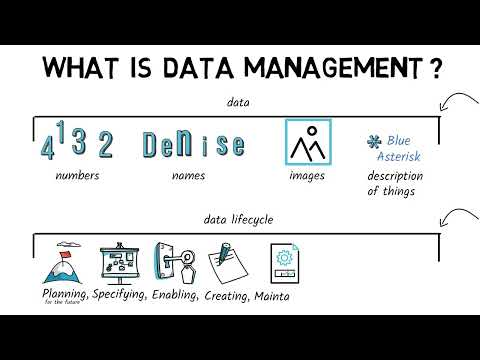 WHAT IS DATA MANAGEMENT?
data
4132 Denise * Blue
Asterisk
numbers names images description
of things
data lifecycle
Planning, Specifying, Enabling, Creating, Mainta
for the future